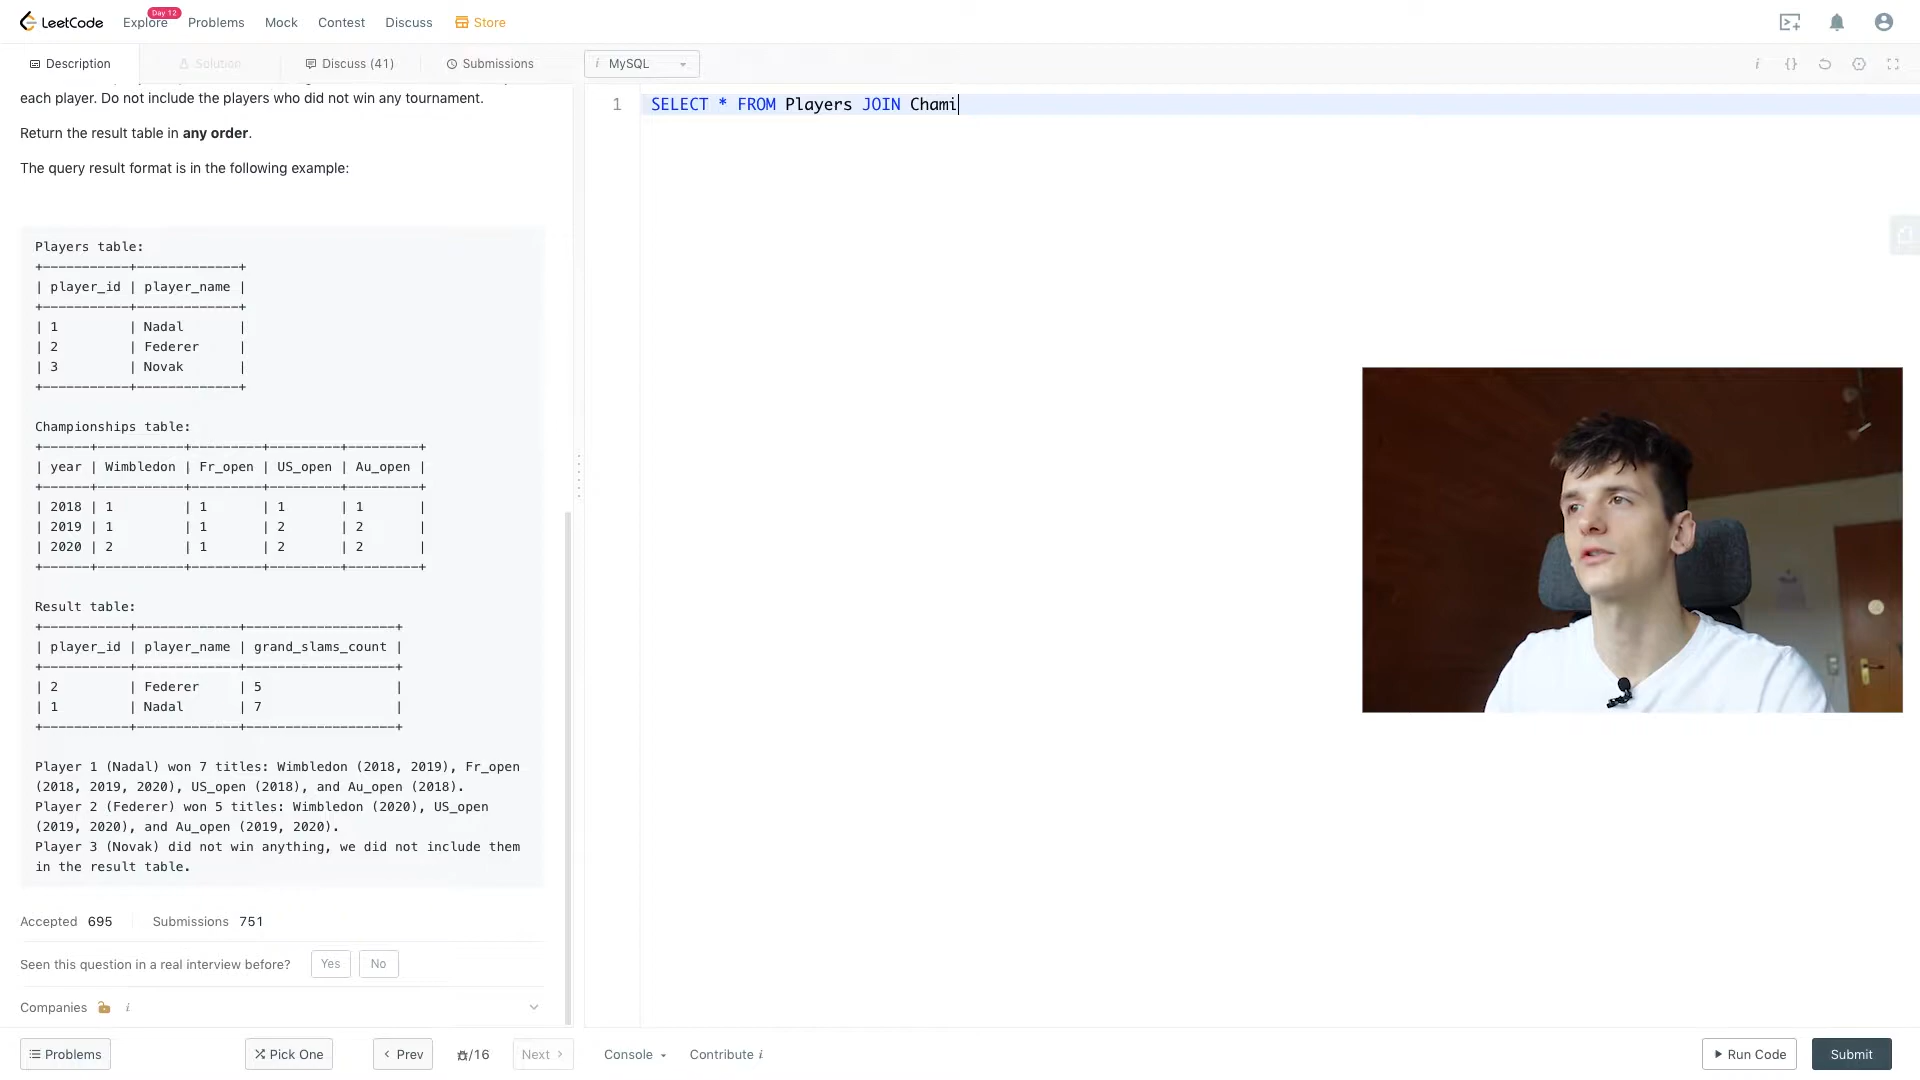 LeetCode
Explore
Day 12
Problems
Mock
Contest
Discuss
Store
Description
Solution
Discuss (41)
Submissions
i MySQL
each player. Do not include the players who did not win any tournament.
Return the result table in any order.
The query result format is in the following example:
Players table:
+-----------+-------------+
| player_id | player_name |
+-----------+-------------+
| 1         | Nadal       |
| 2         | Federer     |
| 3         | Novak       |
+-----------+-------------+
Championships table:
+------+-----------+---------+---------+---------+
| year | Wimbledon | Fr_open | US_open | Au_open |
+------+-----------+---------+---------+---------+
| 2018 | 1         | 1       | 1       | 1       |
| 2019 | 1         | 1       | 2       | 2       |
| 2020 | 2         | 1       | 2       | 2       |
+------+-----------+---------+---------+---------+
Result table:
+-----------+-------------+-------------------+
| player_id | player_name | grand_slams_count |
+-----------+-------------+-------------------+
| 2         | Federer     | 5                 |
| 1         | Nadal       | 7                 |
+-----------+-------------+-------------------+
Player 1 (Nadal) won 7 titles: Wimbledon (2018, 2019), Fr_open
(2018, 2019, 2020), US_open (2018), and Au_open (2018).
Player 2 (Federer) won 5 titles: Wimbledon (2020), US_open
(2019, 2020), and Au_open (2019, 2020).
Player 3 (Novak) did not win anything, we did not include them
in the result table.
Accepted 695
Submissions 751
Seen this question in a real interview before?
Yes
No
Companies i
1 SELECT * FROM Players JOIN Chami
i {}
Problems
Pick One
< Prev
/16
Next >
Console
Contribute i
Run Code
Submit